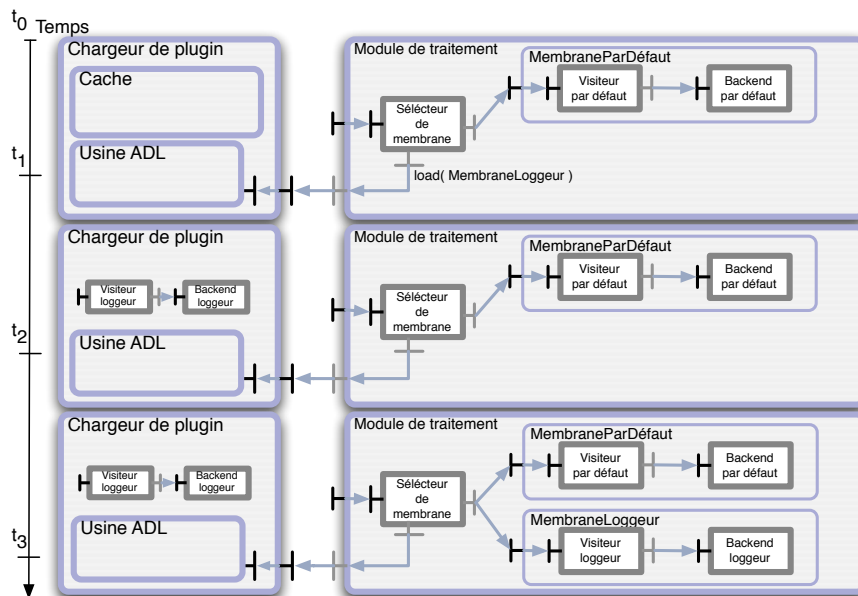 t0 Temps
Chargeur de plugin
Cache
Usine ADL
Module de traitement
MembraneParDéfaut
Visiteur
par défaut
Backend
par défaut
Sélécteur
de
membrane
load( MembraneLoggeur )
t1
Chargeur de plugin
Visiteur
loggeur
Backend
loggeur
Usine ADL
Module de traitement
MembraneParDéfaut
Visiteur
par défaut
Backend
par défaut
Sélécteur
de
membrane
t2
Chargeur de plugin
Visiteur
loggeur
Backend
loggeur
Usine ADL
Module de traitement
MembraneParDéfaut
Visiteur
par défaut
Backend
par défaut
Sélécteur
de
membrane
MembraneLoggeur
Visiteur
loggeur
Backend
loggeur
t3